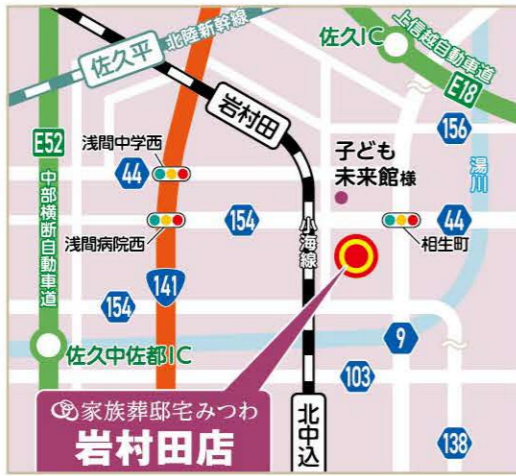 佐久平
北陸新幹線
佐久IC
上信越自動車道
E18
岩村田
E52
浅間中学西
44
子ども
未来館様
156
湯川
中部横断自動車道
浅間病院西
154
小海線
44
相生町
154
141
佐久中佐都IC
9
103
家族葬邸宅みつわ
岩村田店
北中込
138